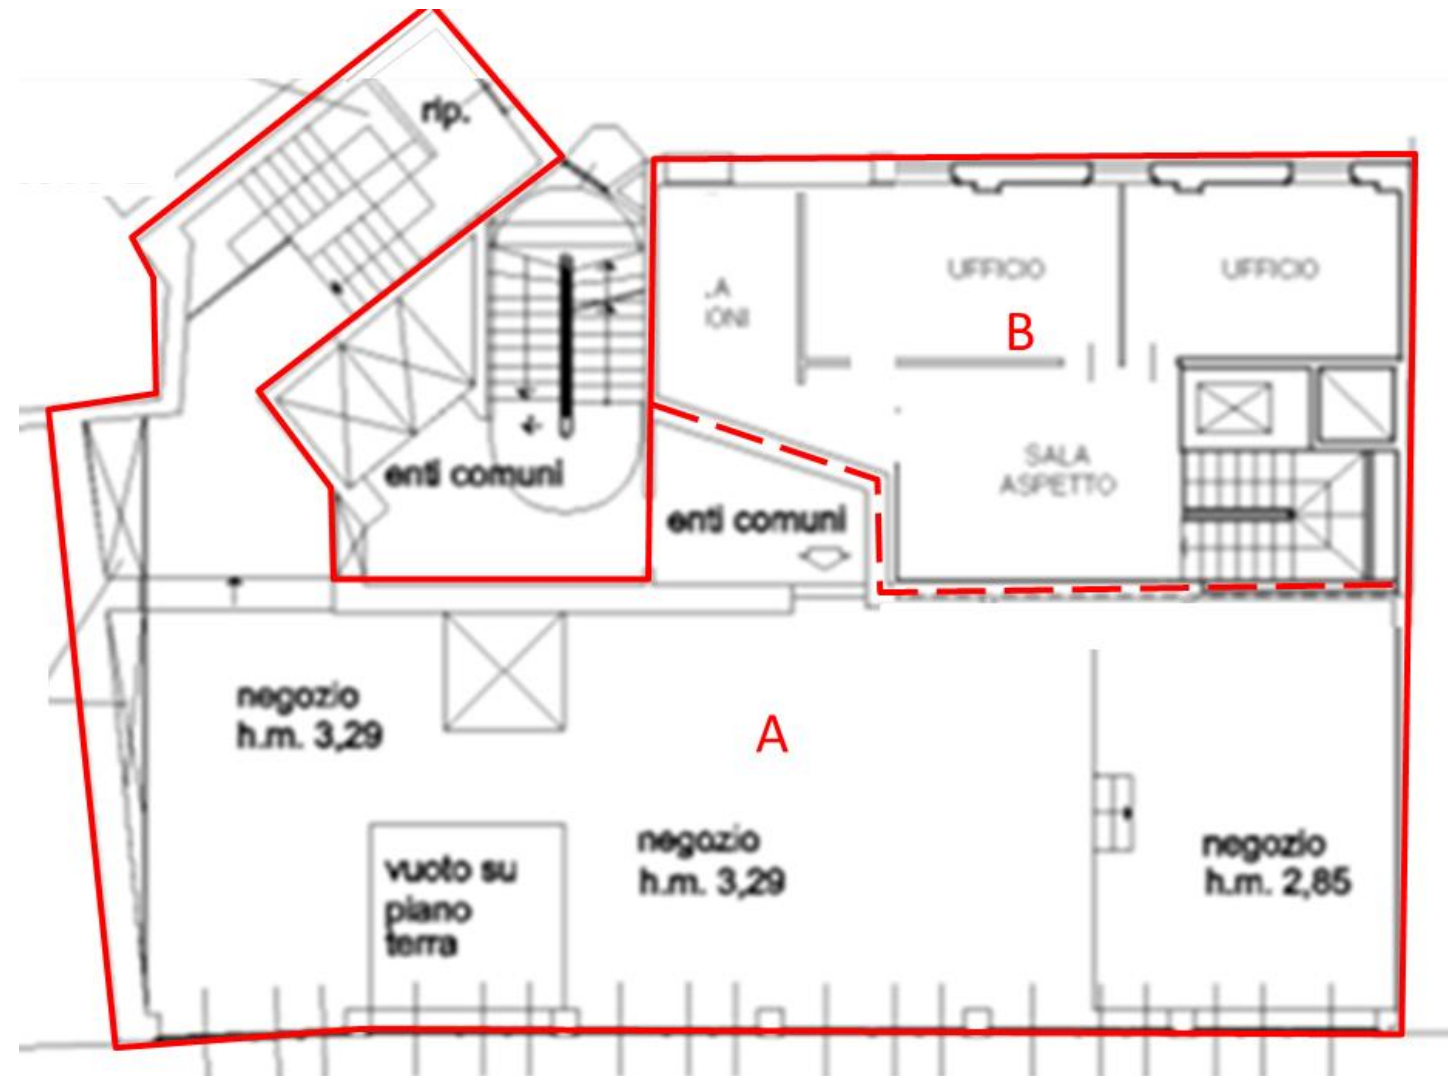 rip.
UFFICIO
UFFICIO
.A
IONI
B
SALA
ASPETTO
enti comuni
enti comuni
negozio
h.m. 3,29
A
negozio
h.m. 3,29
negozio
h.m. 2,85
vuoto su
piano
terra